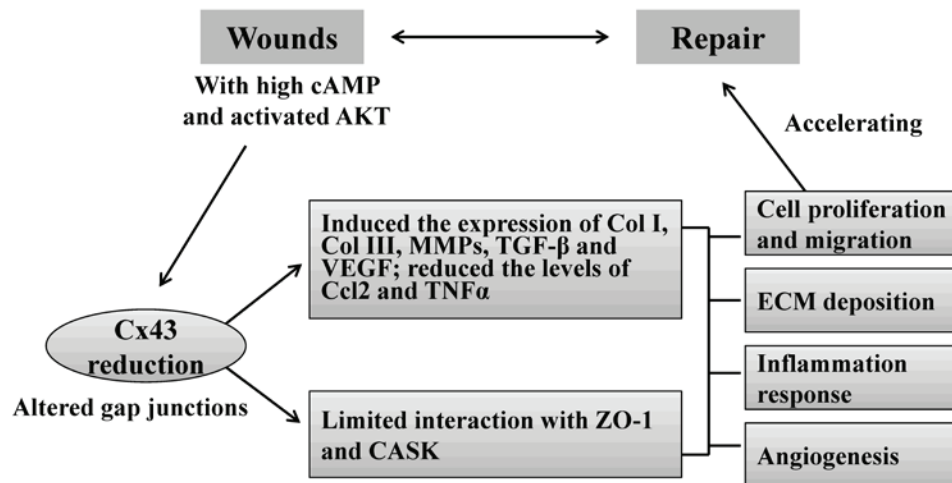 Wounds
Repair
With high cAMP
and activated AKT
Accelerating
Induced the expression of Col I,
Col III, MMPs, TGF-β and
VEGF; reduced the levels of
Ccl2 and TNFα
Cell proliferation
and migration
ECM deposition
Cx43
reduction
Altered gap junctions
Inflammation
response
Limited interaction with ZO-1
and CASK
Angiogenesis